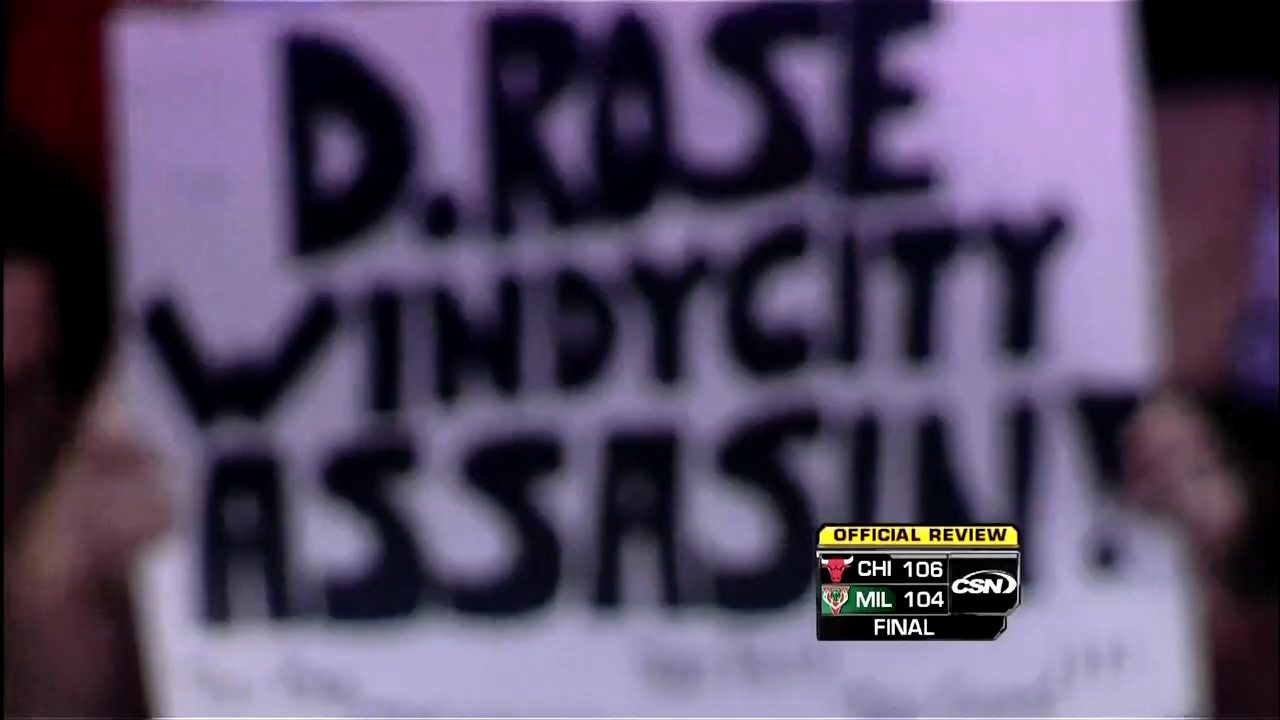 D.ROSE
WINDYCITY
ASSASIN!
OFFICIAL REVIEW
CHI 106
MIL 104
CSN
FINAL